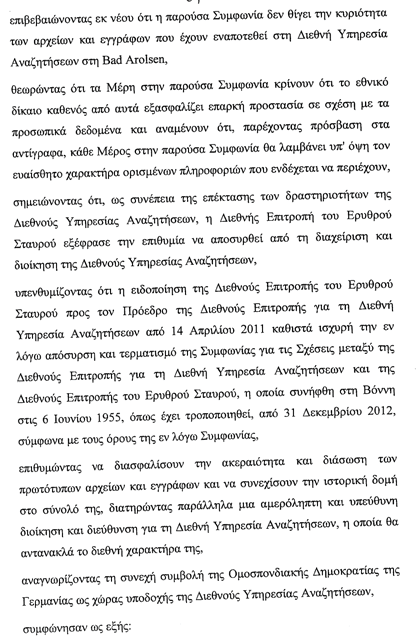 επιβεβαιώνοντας εκ νέου ότι η παρούσα Συμφωνία δεν θίγει την κυριότητα
των αρχείων και εγγράφων που έχουν εναποτεθεί στη Διεθνή Υπηρεσία
Αναζητήσεων στη Bad Arolsen,
θεωρώντας ότι τα Μέρη στην παρούσα Συμφωνία κρίνουν ότι το εθνικό
δίκαιο καθενός από αυτά εξασφαλίζει επαρκή προστασία σε σχέση με τα
προσωπικά δεδομένα και αναμένουν ότι, παρέχοντας πρόσβαση στα
αντίγραφα, κάθε Μέρος στην παρούσα Συμφωνία θα λαμβάνει υπ' όψη τον
ευαίσθητο χαρακτήρα ορισμένων πληροφοριών που ενδέχεται να περιέχουν,
σημειώνοντας ότι, ως συνέπεια της επέκτασης των δραστηριοτήτων της
Διεθνούς Υπηρεσίας Αναζητήσεων, η Διεθνής Επιτροπή του Ερυθρού
Σταυρού εξέφρασε την επιθυμία να αποσυρθεί από τη διαχείριση και
διοίκηση της Διεθνούς Υπηρεσίας Αναζητήσεων,
υπενθυμίζοντας ότι η ειδοποίηση της Διεθνούς Επιτροπής του Ερυθρού
Σταυρού προς τον Πρόεδρο της Διεθνούς Επιτροπής για τη Διεθνή
Υπηρεσία Αναζητήσεων από 14 Απριλίου 2011 καθιστά ισχυρή την εν
λόγω απόσυρση και τερματισμό της Συμφωνίας για τις Σχέσεις μεταξύ της
Διεθνούς Επιτροπής για τη Διεθνή Υπηρεσία Αναζητήσεων και της
Διεθνούς Επιτροπής του Ερυθρού Σταυρού, η οποία συνήφθη στη Βόννη
στις 6 Ιουνίου 1955, όπως έχει τροποποιηθεί, από 31 Δεκεμβρίου 2012,
σύμφωνα με τους όρους της εν λόγω Συμφωνίας,
επιθυμώντας να διασφαλίσουν την ακεραιότητα και διάσωση των
πρωτότυπων αρχείων και εγγράφων και να συνεχίσουν την ιστορική δομή
στο σύνολό της, διατηρώντας παράλληλα μια αμερόληπτη και υπεύθυνη
διοίκηση και διεύθυνση για τη Διεθνή Υπηρεσία Αναζητήσεων, η οποία θα
αντανακλά το διεθνή χαρακτήρα της,
αναγνωρίζοντας τη συνεχή συμβολή της Ομοσπονδιακής Δημοκρατίας της
Γερμανίας ως χώρας υποδοχής της Διεθνούς Υπηρεσίας Αναζητήσεων,
συμφώνησαν ως εξής: